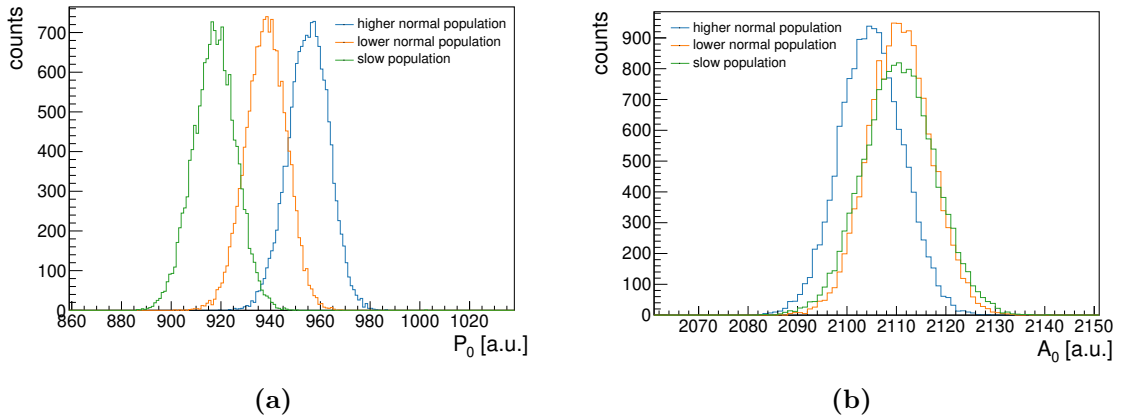 counts
700
600
500
400
300
200
100
0
860 880 900 920 940 960 980 1000 1020
P0 [a.u.]
higher normal population
lower normal population
slow population
(a)
counts
900
800
700
600
500
400
300
200
100
0
2070 2080 2090 2100 2110 2120 2130 2140 2150
A0 [a.u.]
higher normal population
lower normal population
slow population
(b)